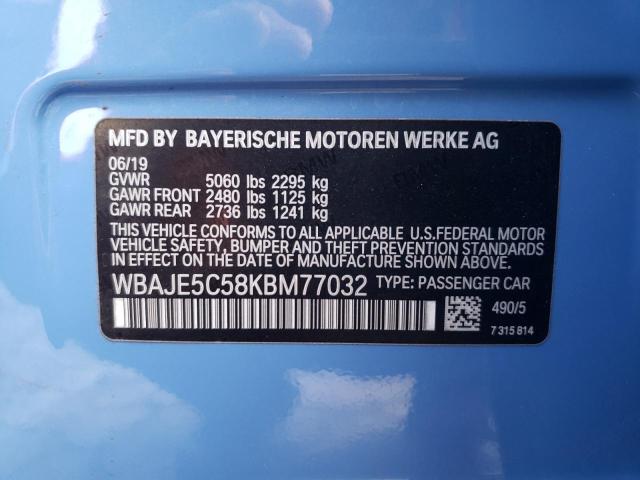 MFD BY BAYERISCHE MOTOREN WERKE AG
06/19
GVWR 5060 lbs 2295 kg
GAWR FRONT 2480 lbs 1125 kg
GAWR REAR 2736 lbs 1241 kg
THIS VEHICLE CONFORMS TO ALL APPLICABLE U.S.FEDERAL MOTOR
VEHICLE SAFETY, BUMPER AND THEFT PREVENTION STANDARDS
IN EFFECT ON THE DATE OF MANUFACTURE SHOWN ABOVE.
WBAJE5C58KBM77032 TYPE: PASSENGER CAR
490/5
7 315 814